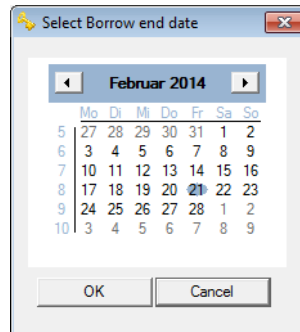 Select Borrow end date
Februar 2014
Mo Di Mi Do Fr Sa So
5 27 28 29 30 31 1 2
6 3 4 5 6 7 8 9
7 10 11 12 13 14 15 16
8 17 18 19 20 21 22 23
9 24 25 26 27 28 1 2
10 3 4 5 6 7 8 9
OK Cancel